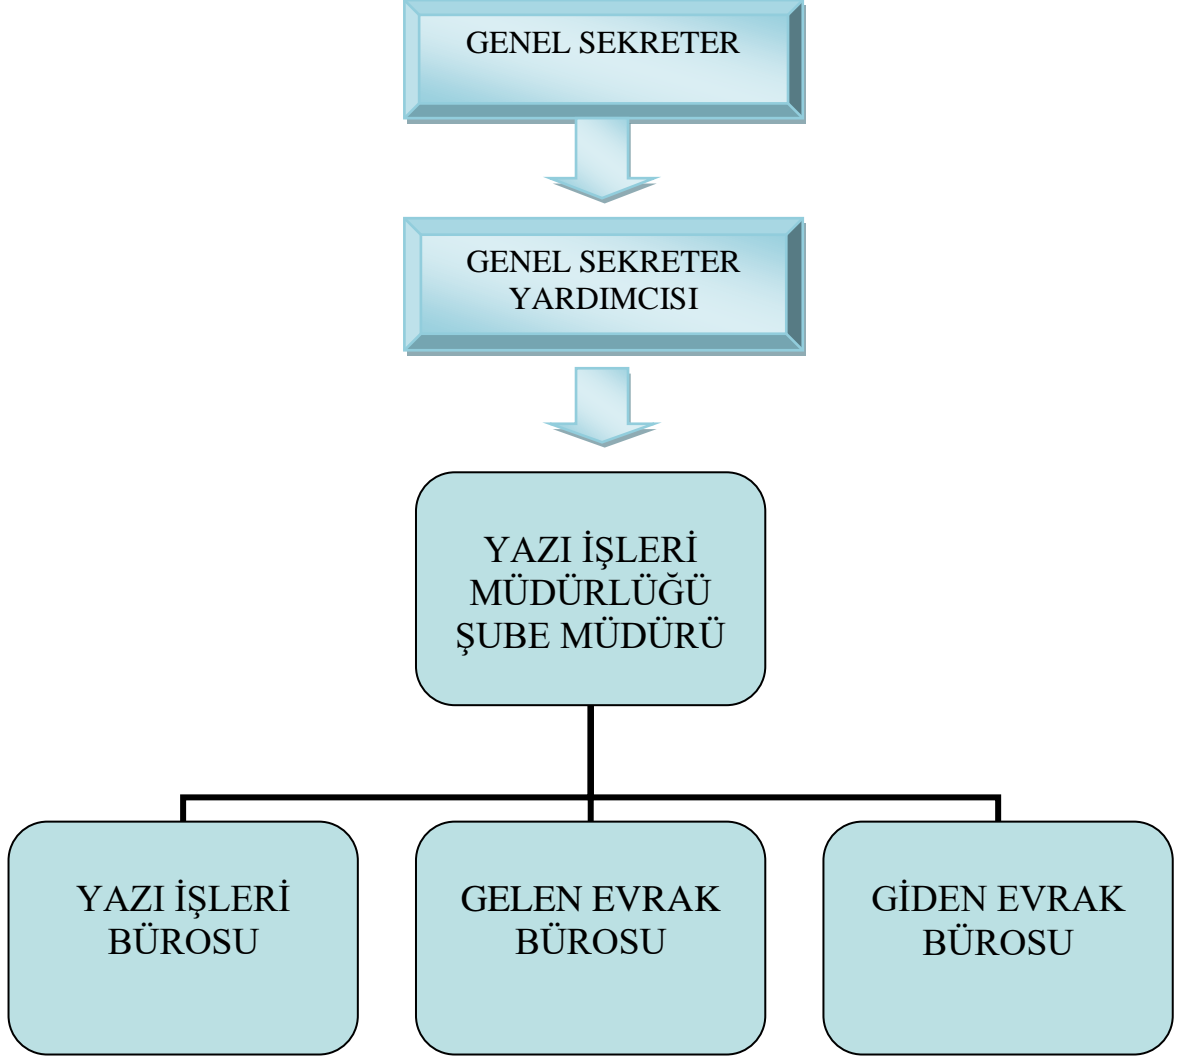 GENEL SEKRETER
GENEL SEKRETER
YARDIMCISI
YAZI İŞLERİ
MÜDÜRLÜĞÜ
ŞUBE MÜDÜRÜ
YAZI İŞLERİ
BÜROSU
GELEN EVRAK
BÜROSU
GİDEN EVRAK
BÜROSU